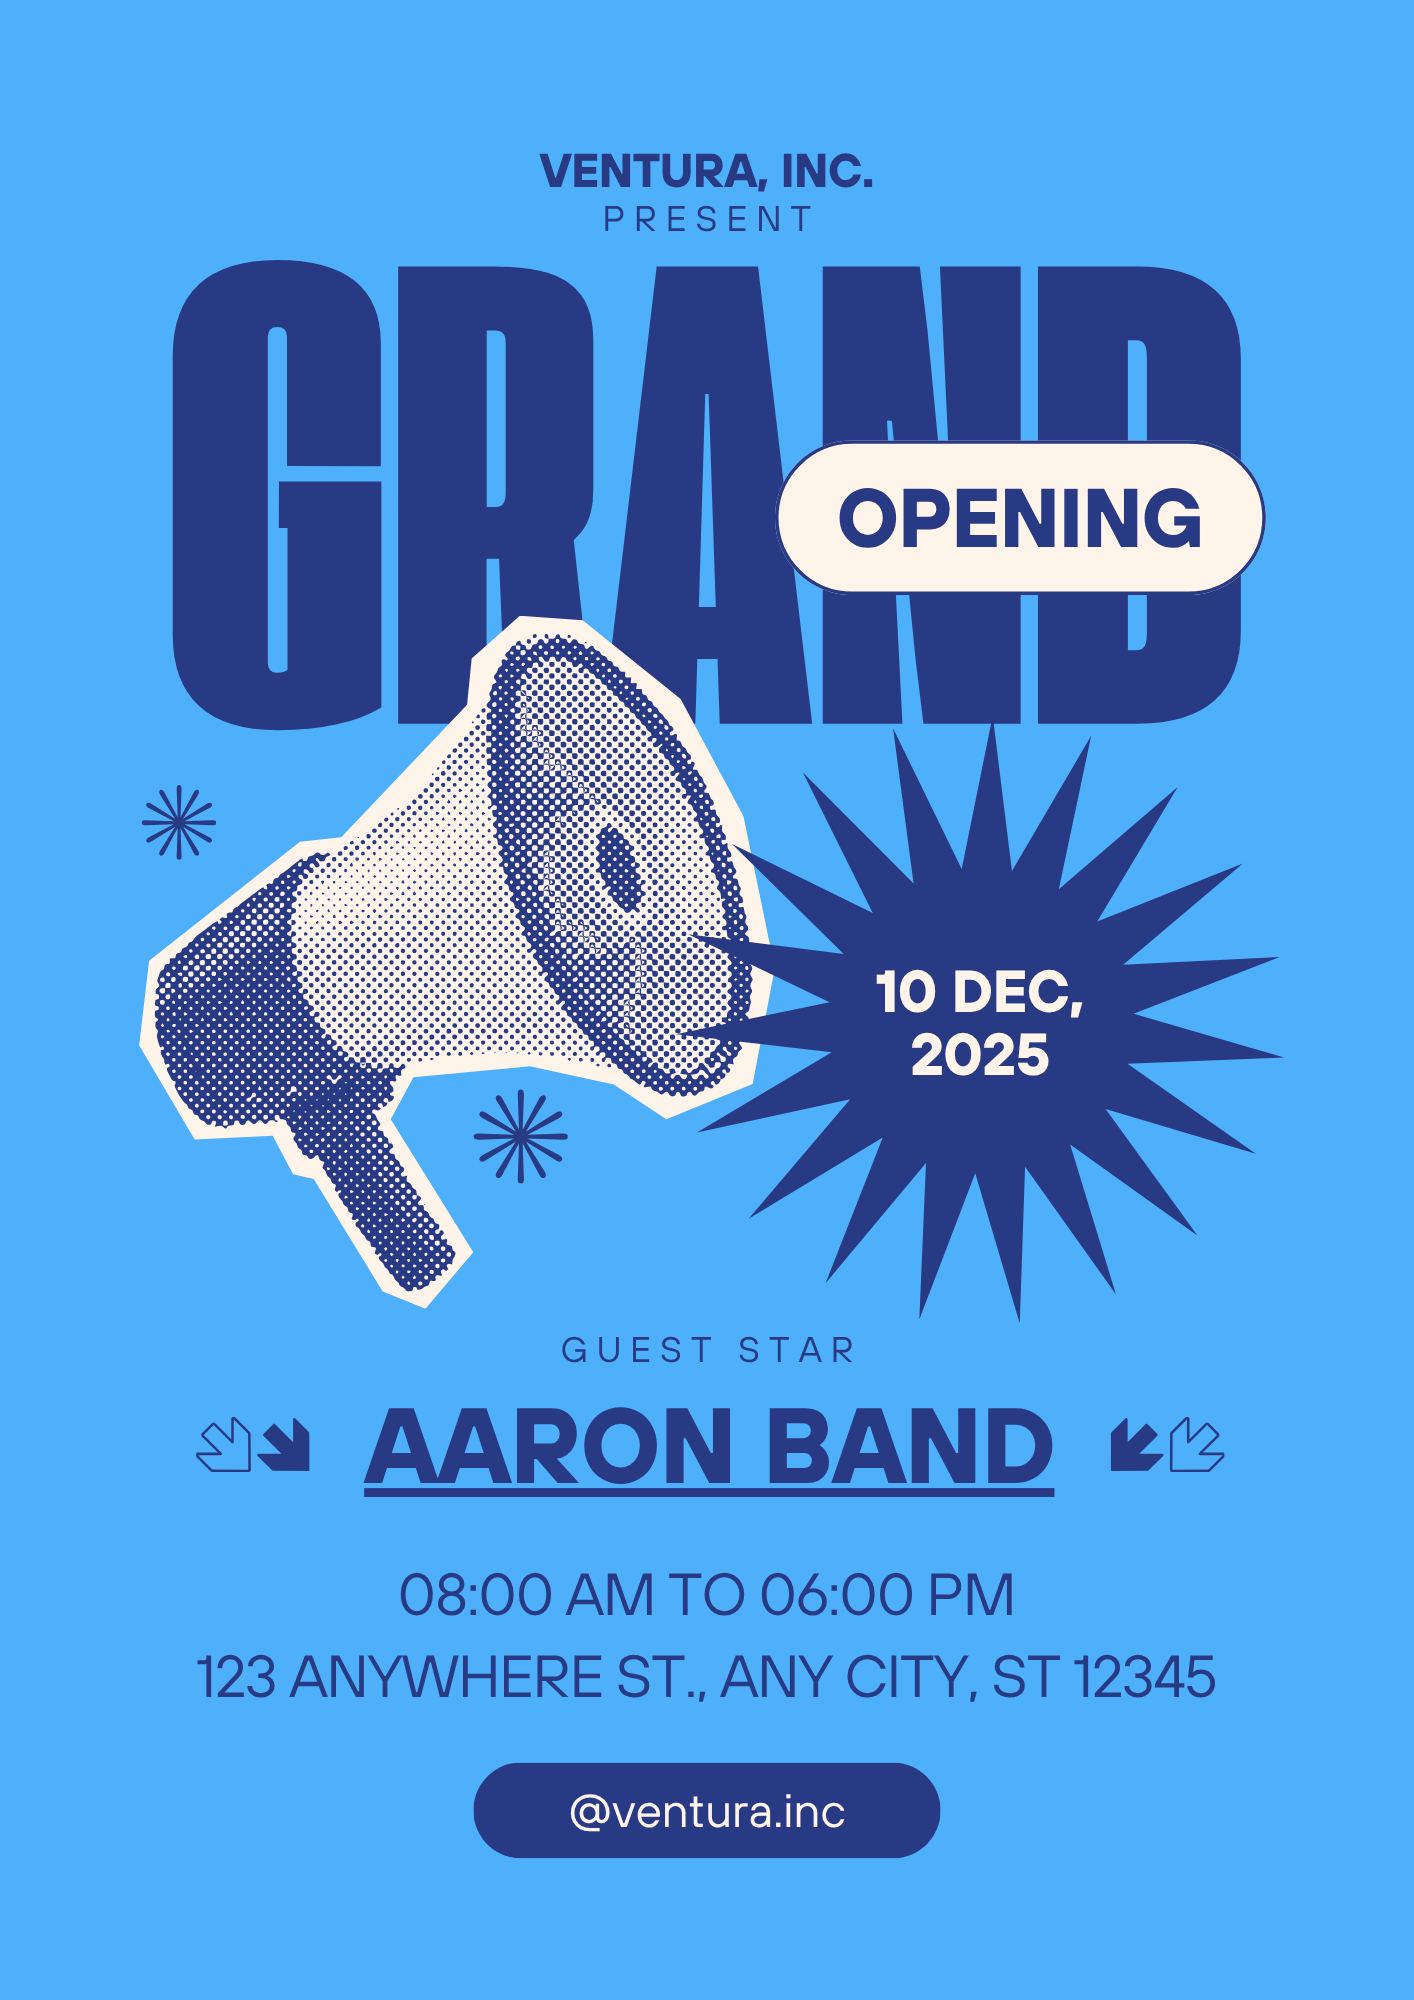 VENTURA, INC.
PRESENT
GRAND
OPENING
10 DEC,
2025
GUEST STAR
AARON BAND
08:00 AM TO 06:00 PM
123 ANYWHERE ST., ANY CITY, ST 12345
@ventura.inc